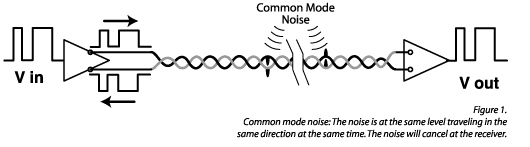 Common Mode
Noise
V in
V out
Figure 1.
Common mode noise: The noise is at the same level traveling in the
same direction at the same time. The noise will cancel at the receiver.